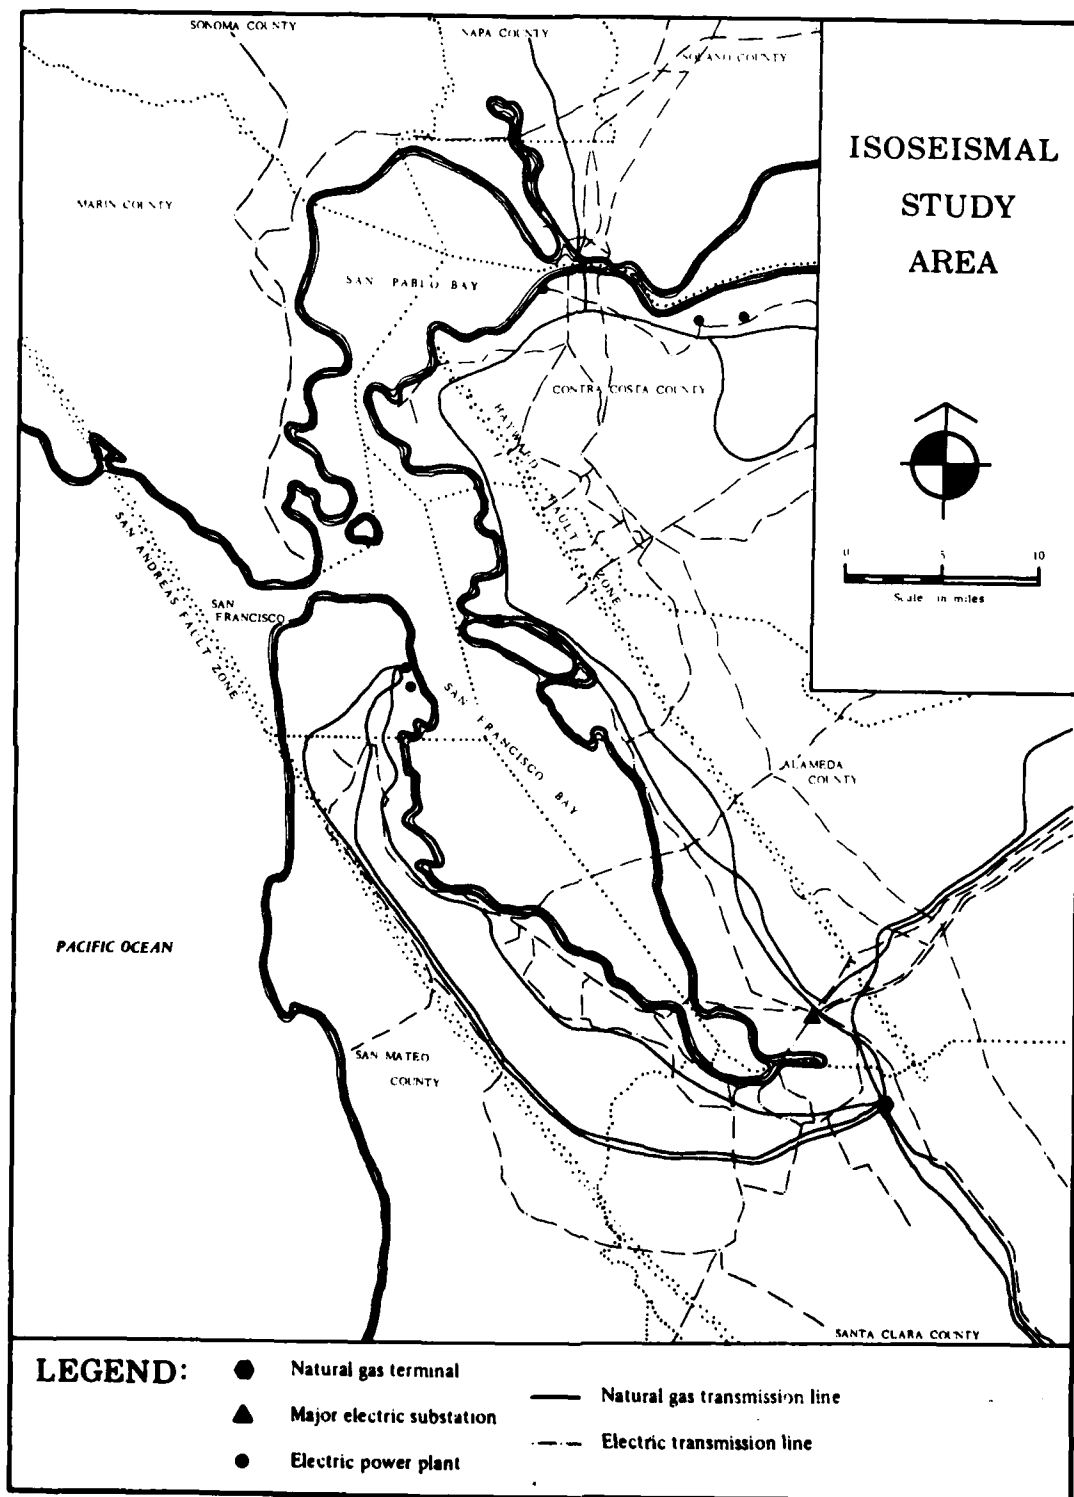 SONOMA COUNTY
NAPA COUNTY
SOLANO COUNTY
ISOSEISMAL
STUDY
AREA
MARIN COUNTY
SAN PABLO BAY
CONTRA COSTA COUNTY
HAYWARD FAULT ZONE
SAN ANDREAS FAULT ZONE
0 5 10
Scale in miles
SAN
FRANCISCO
SAN FRANCISCO BAY
ALAMEDA
COUNTY
PACIFIC OCEAN
SAN MATEO
COUNTY
SANTA CLARA COUNTY
LEGEND:
Natural gas terminal
Major electric substation
Electric power plant
Natural gas transmission line
Electric transmission line